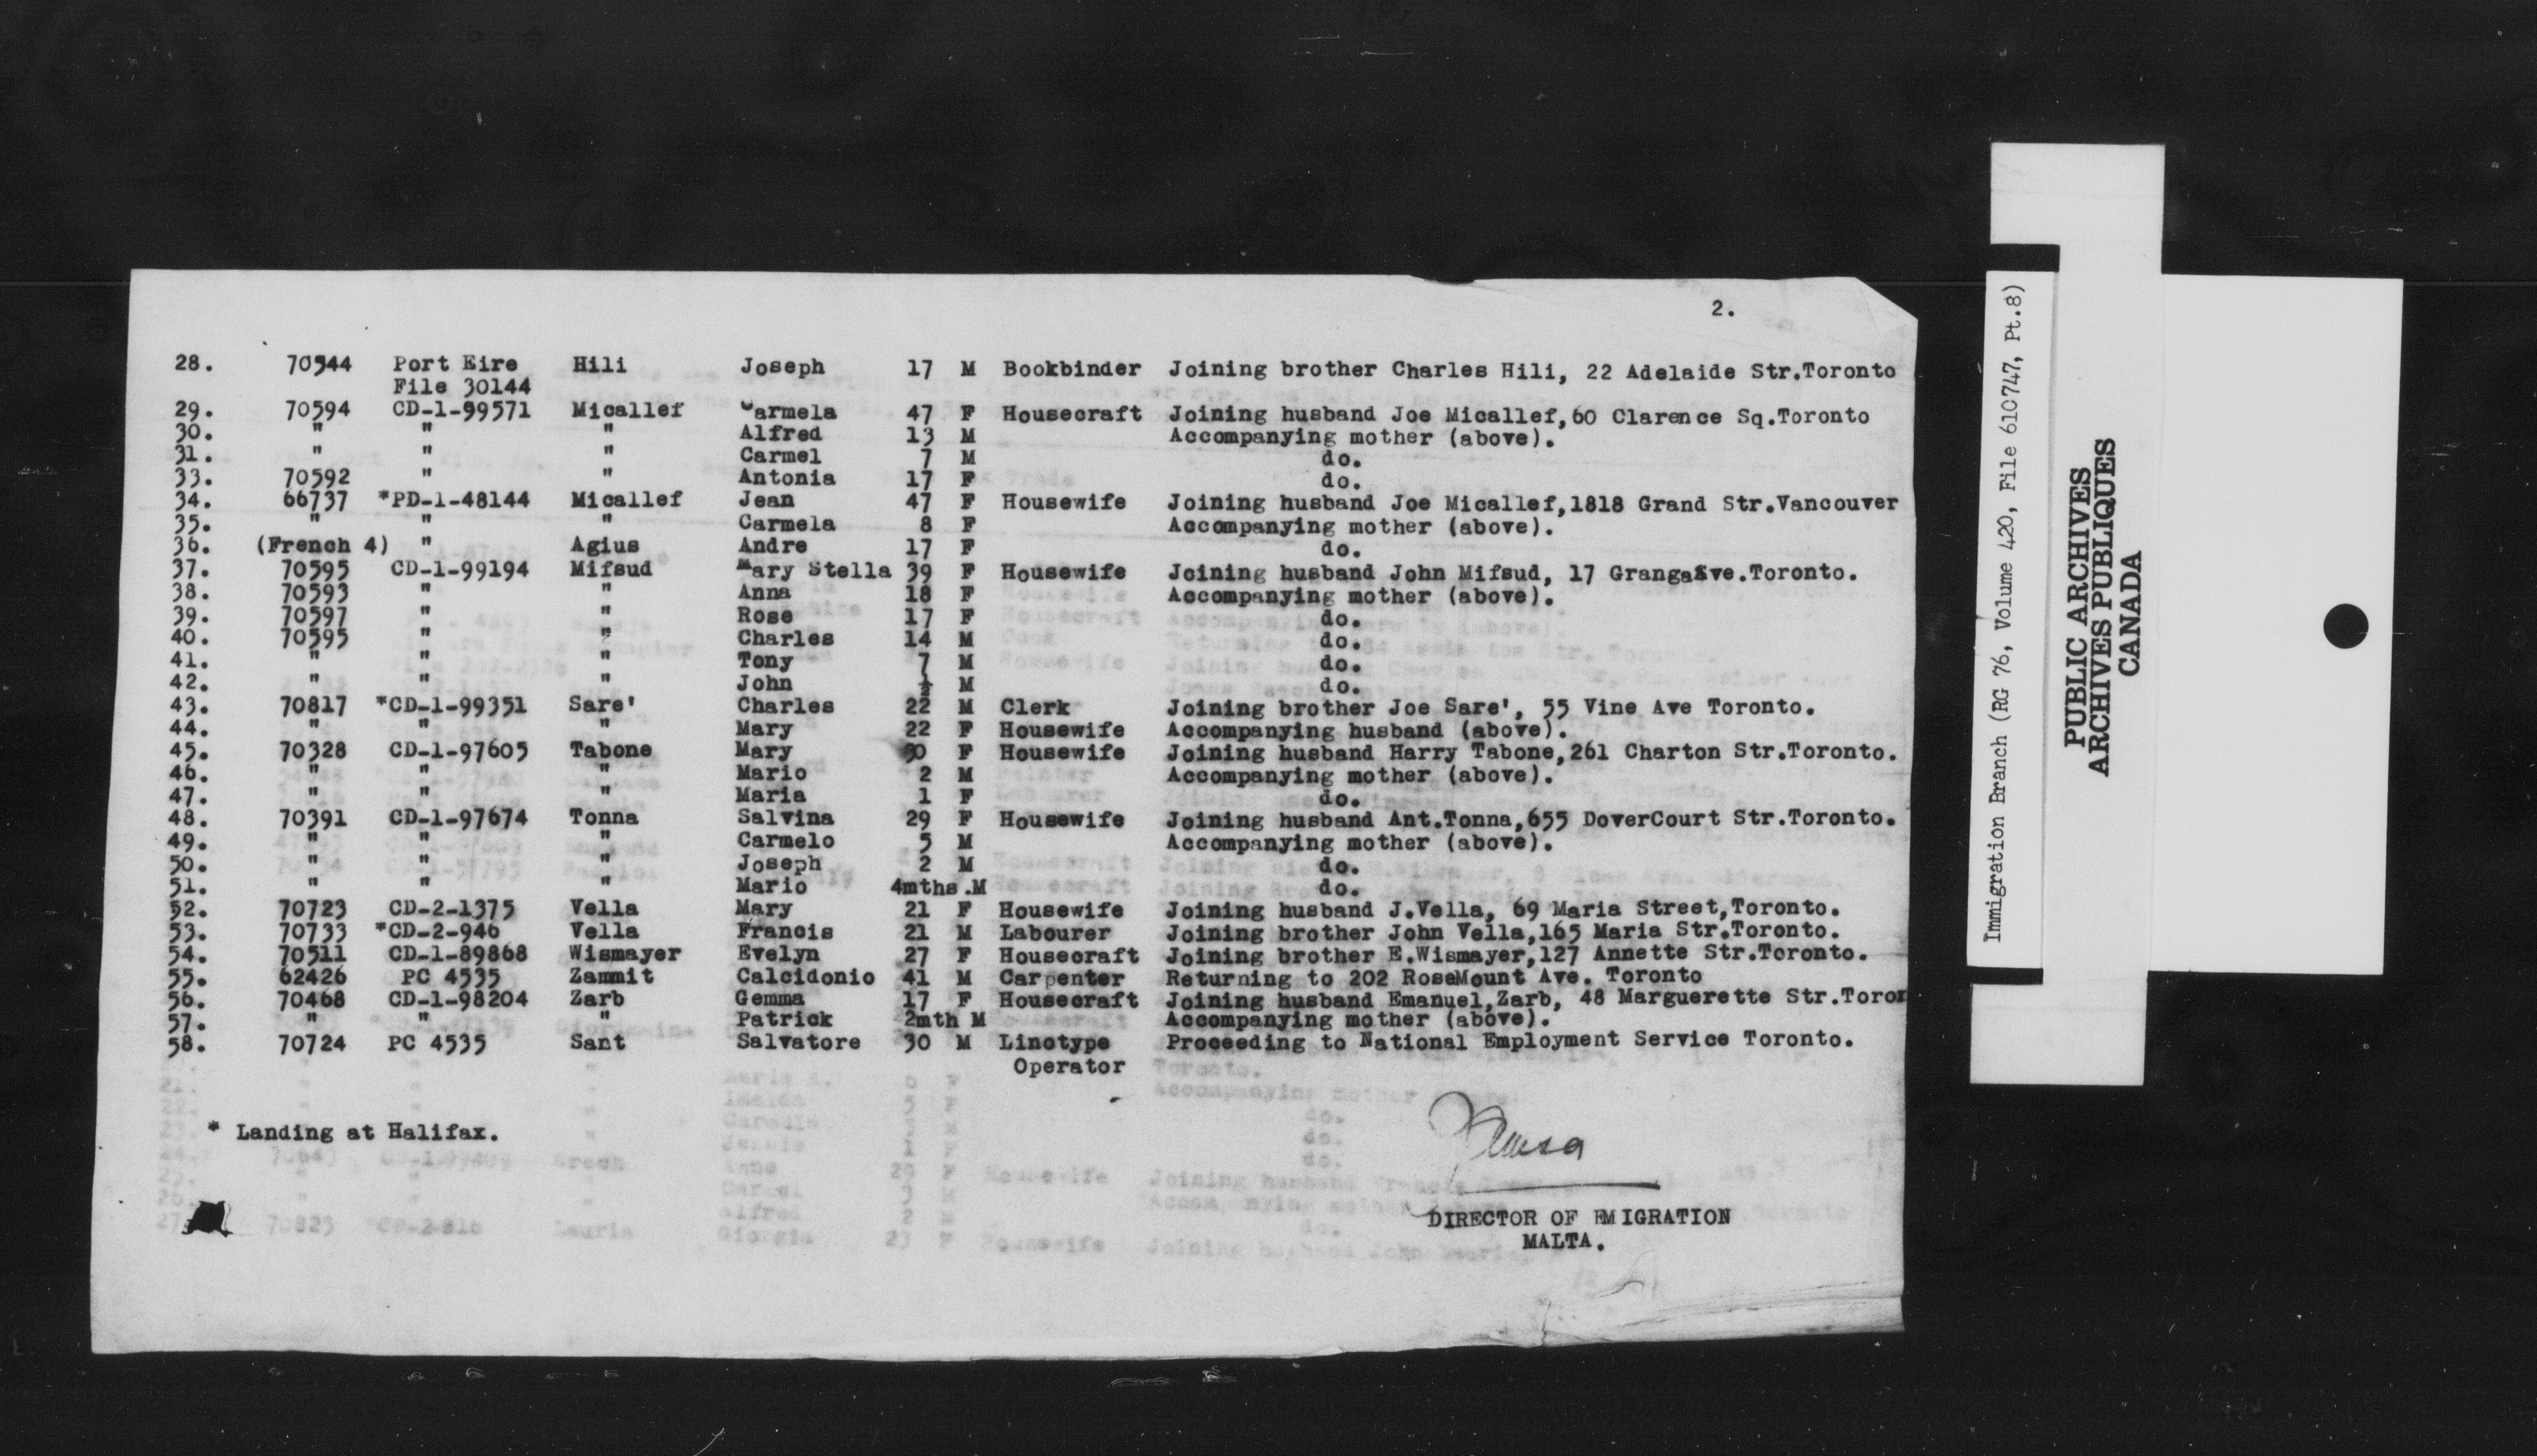 2.
28. 70544 Port Eire Hili Joseph 17 M Bookbinder Joining brother Charles Hili, 22 Adelaide Str.Toronto
File 30144
29. 70594 CD-1-99571 Micallef Carmela 47 F Housecraft Joining husband Joe Micallef,60 Clarence Sq.Toronto
30. " " " Alfred 13 M Accompanying mother (above).
31. " " " Carmel 7 M do.
33. 70592 " " Antonia 17 F do.
34. 66737 *PD-1-48144 Micallef Jean 47 F Housewife Joining husband Joe Micallef,1818 Grand Str.Vancouver
35. " " " Carmela 8 F Accompanying mother (above).
36. (French 4) " Agius Andre 17 F do.
37. 70595 CD-1-99194 Mifsud Mary Stella 39 F Housewife Joining husband John Mifsud, 17 Toronto.
38. 70593 " " Anna 18 F Accompanying mother (above).
39. 70597 " " Rose 17 F do.
40. 70595 " " Charles 14 M do.
41. " " " Tony 7 M do.
42. " " " John ½ M do.
43. 70817 *CD-1-99351 Sare' Charles 22 M Clerk Joining brother Joe Sare', 55 Vine Ave Toronto.
44. " " " Mary 22 F Housewife Accompanying husband (above).
45. 70328 CD-1-97605 Tabone Mary 30 F Housewife Joining husband Harry Tabone,261 Charton Str.Toronto.
46. " " " Mario 2 M Accompanying mother (above).
47. " " " Maria 1 F do.
48. 70391 CD-1-97674 Tonna Salvina 29 F Housewife Joining husband Ant.Tonna,655 DoverCourt Str.Toronto.
49. " " " Carmelo 5 M Accompanying mother (above).
50. " " " Joseph 2 M do.
51. " " " Mario 4mths.M do.
52. 70723 CD-2-1375 Vella Mary 21 F Housewife Joining husband J.Vella, 69 Maria Street,Toronto.
53. 70733 *CD-2-946 Vella Francis 21 M Labourer Joining brother John Vella,165 Maria Str.Toronto.
54. 70511 CD-1-89868 Wismayer Evelyn 27 F Housecraft Joining brother E.Wismayer,127 Annette Str.Toronto.
55. 62426 PC 4535 Zammit Calcidonio 41 M Carpenter Returning to 202 RoseMount Ave. Toronto
56. 70468 CD-1-98204 Zarb Gemma 17 F Housecraft Joining husband Emanuel,Zarb, 48 Marguerette Str.Toron
57. " " " Patrick 2mth M Accompanying mother (above).
58. 70724 PC 4535 Sant Salvatore 30 M Linotype Proceeding to National Employment Service Toronto.
Operator
* Landing at Halifax.
DIRECTOR OF EMIGRATION
MALTA.
Immigration Branch (RG 76, Volume 420, File 610747, Pt.8)
PUBLIC ARCHIVES
ARCHIVES PUBLIQUES
CANADA